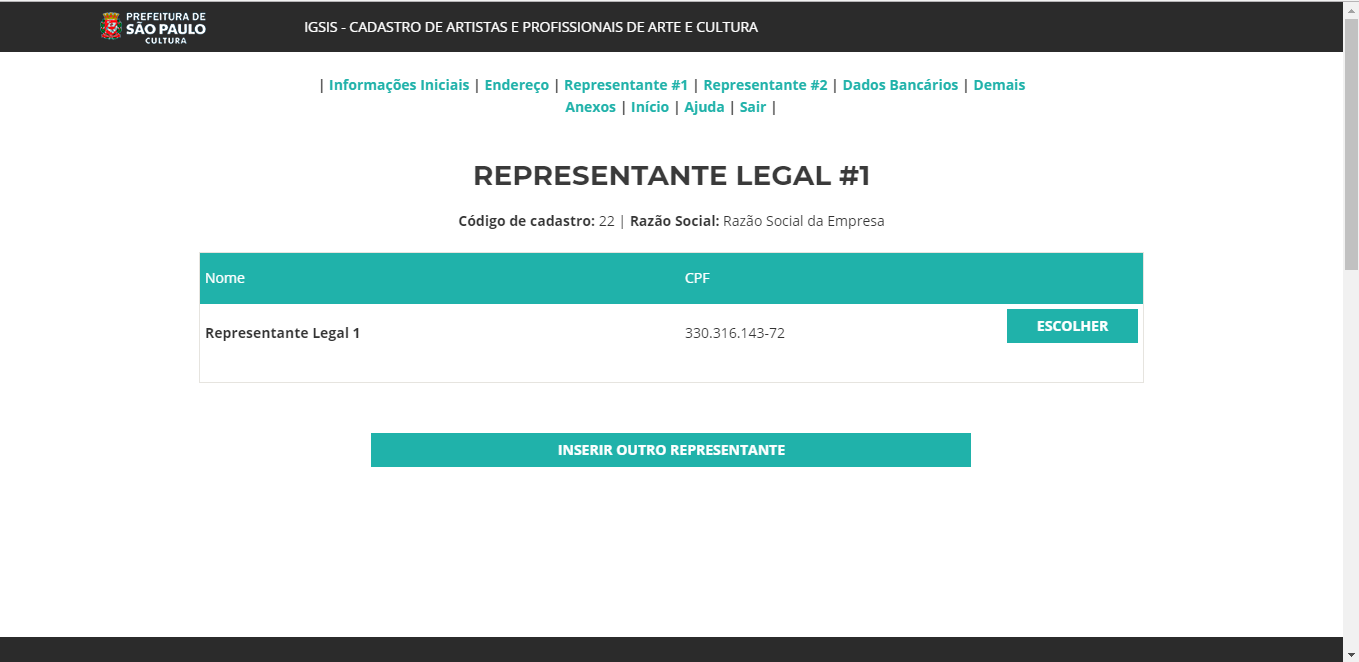 PREFEITURA DE
SÃO PAULO
CULTURA
IGSIS - CADASTRO DE ARTISTAS E PROFISSIONAIS DE ARTE E CULTURA
| Informações Iniciais | Endereço | Representante #1 | Representante #2 | Dados Bancários | Demais
Anexos | Início | Ajuda | Sair |
REPRESENTANTE LEGAL #1
Código de cadastro: 22 | Razão Social: Razão Social da Empresa
Nome CPF
Representante Legal 1 330.316.143-72 ESCOLHER
INSERIR OUTRO REPRESENTANTE